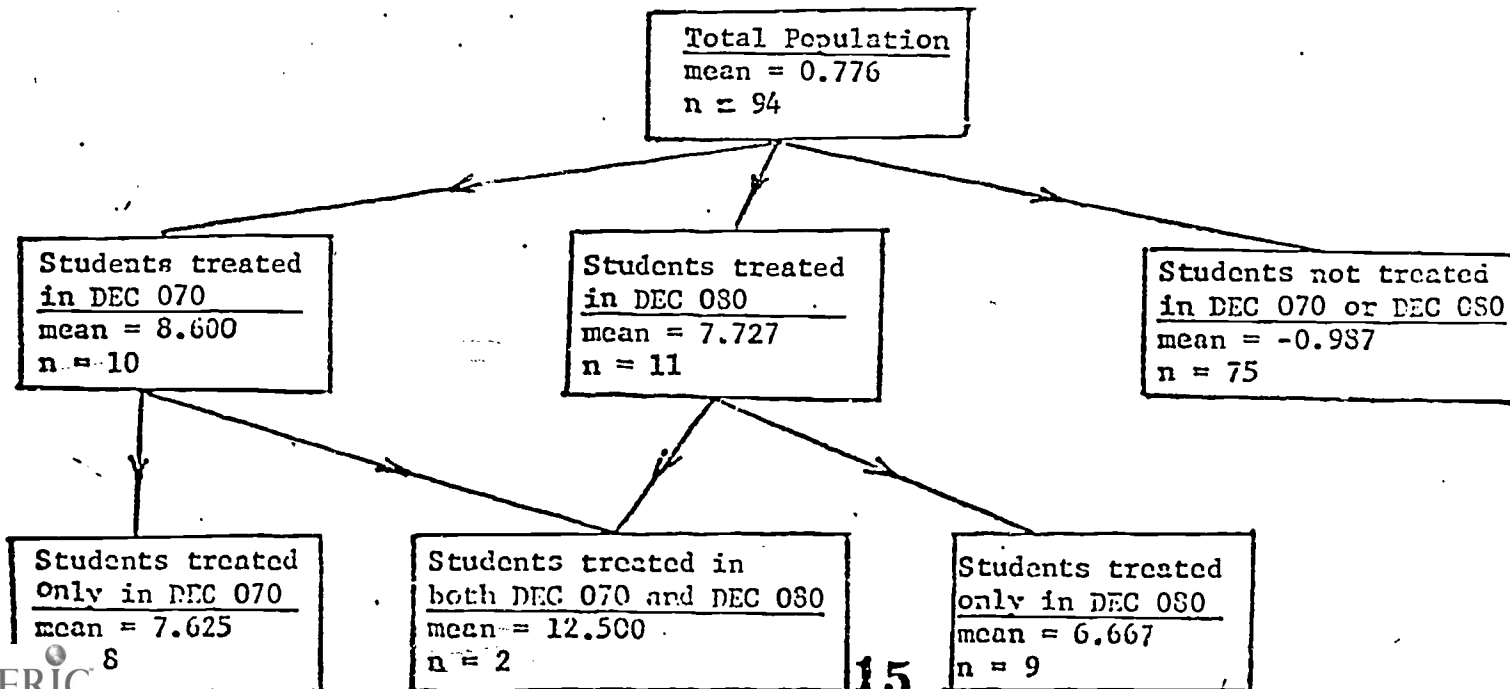 Total Population
mean = 0.776
n = 94
Students treated
in DEC 070
mean = 8.600
n = 10
Students treated
in DEC 080
mean = 7.727
n = 11
Students not treated
in DEC 070 or DEC 080
mean = -0.987
n = 75
Students treated
only in DEC 070
mean = 7.625
8
Students treated in
both DEC 070 and DEC 080
mean = 12.500
n = 2
Students treated
only in DEC 080
mean = 6.667
n = 9
15
ERIC